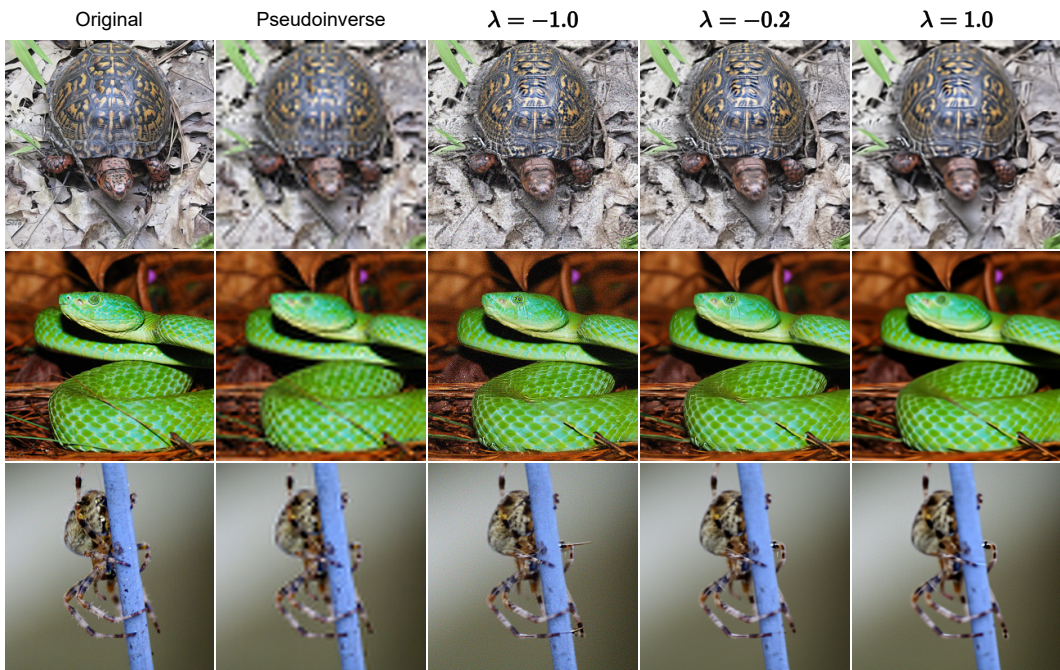 Original Pseudoinverse λ = −1.0 λ = −0.2 λ = 1.0